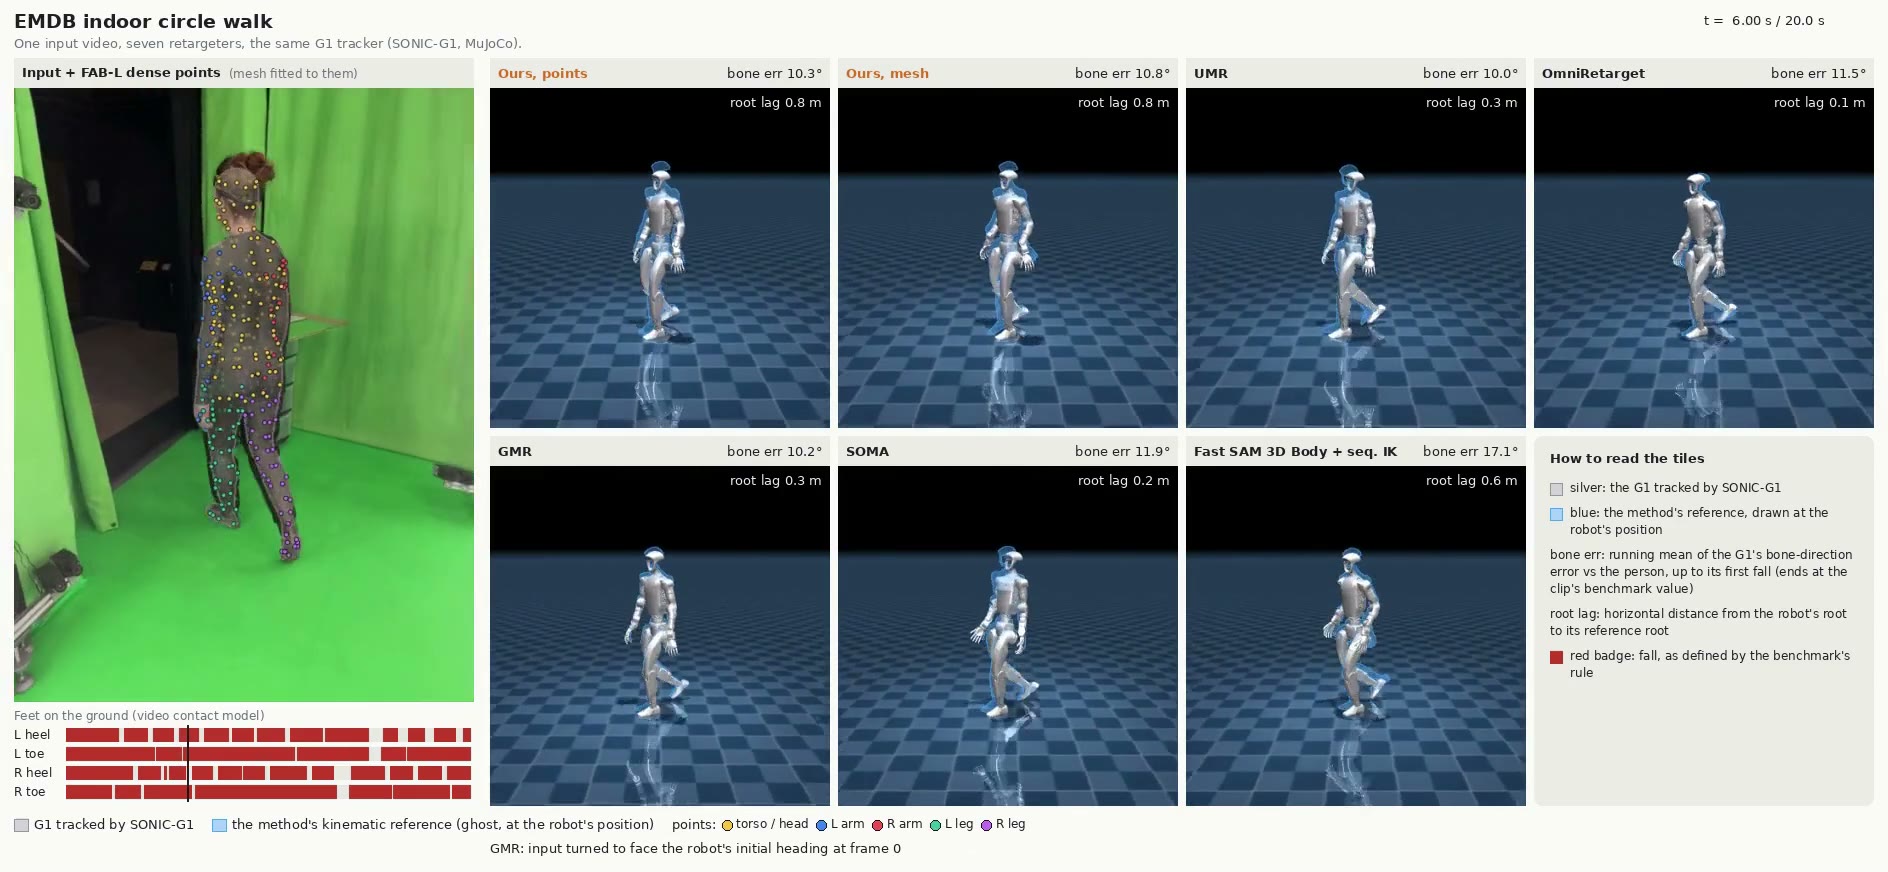 EMDB indoor circle walk
t = 6.00 s / 20.0 s
One input video, seven retargeters, the same G1 tracker (SONIC-G1, MuJoCo).
Input + FAB-L dense points (mesh fitted to them)
Ours, points bone err 10.3°
root lag 0.8 m
Ours, mesh bone err 10.8°
root lag 0.8 m
UMR bone err 10.0°
root lag 0.3 m
OmniRetarget bone err 11.5°
root lag 0.1 m
GMR bone err 10.2°
root lag 0.3 m
SOMA bone err 11.9°
root lag 0.2 m
Fast SAM 3D Body + seq. IK bone err 17.1°
root lag 0.6 m
How to read the tiles
silver: the G1 tracked by SONIC-G1
blue: the method's reference, drawn at the
robot's position
bone err: running mean of the G1's bone-direction
error vs the person, up to its first fall (ends at the
clip's benchmark value)
root lag: horizontal distance from the robot's root
to its reference root
red badge: fall, as defined by the benchmark's
rule
Feet on the ground (video contact model)
L heel
L toe
R heel
R toe
G1 tracked by SONIC-G1 the method's kinematic reference (ghost, at the robot's position) points: torso / head L arm R arm L leg R leg
GMR: input turned to face the robot's initial heading at frame 0